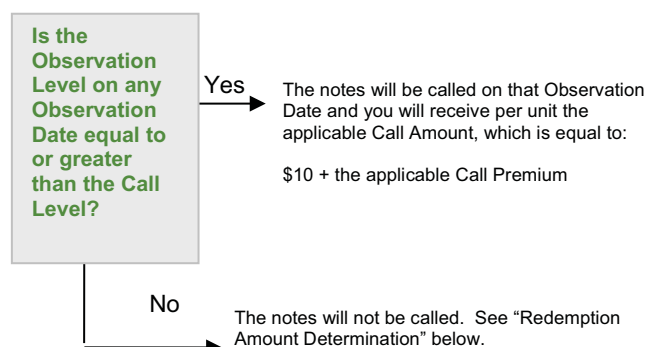 Is the
Observation
Level on any
Observation
Date equal to
or greater
than the Call
Level?
Yes
The notes will be called on that Observation
Date and you will receive per unit the
applicable Call Amount, which is equal to:
$10 + the applicable Call Premium
No
The notes will not be called. See “Redemption
Amount Determination” below.